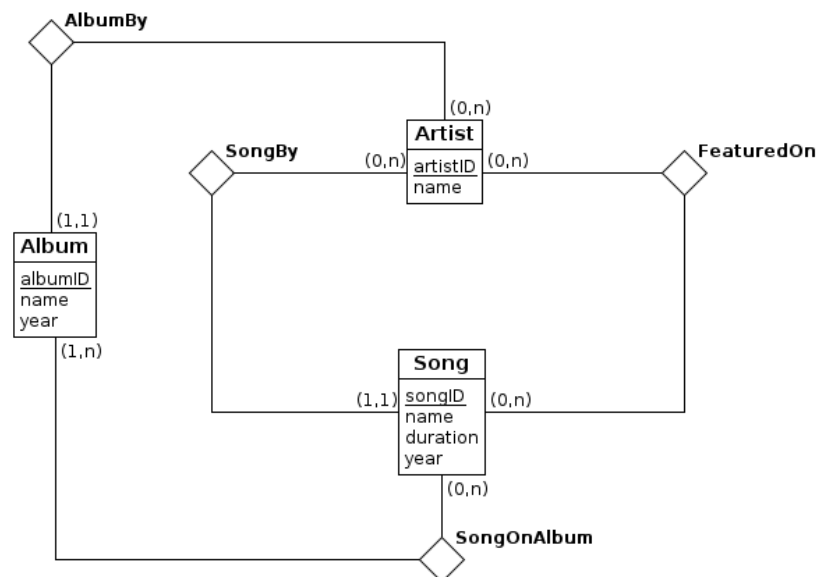 AlbumBy
(0,n)
Artist
artistID
name
SongBy
(0,n)
(0,n)
FeaturedOn
(1,1)
Album
albumID
name
year
(1,n)
Song
songID
name
duration
year
(1,1)
(0,n)
(0,n)
SongOnAlbum